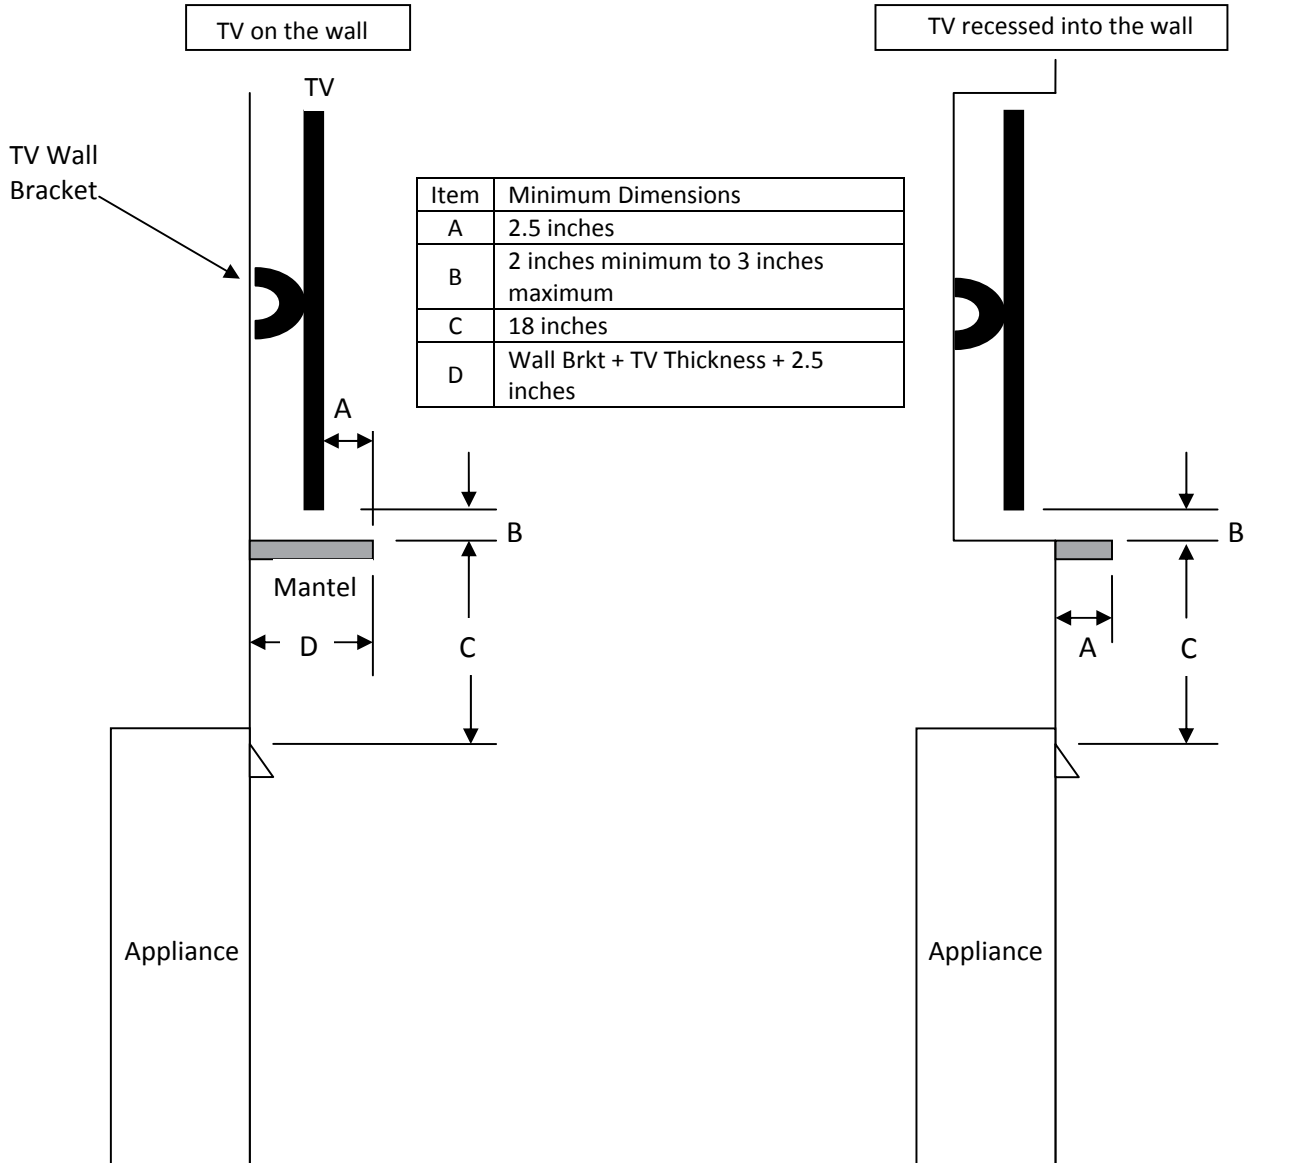 TV on the wall
TV recessed into the wall
TV
TV Wall
Bracket
Item Minimum Dimensions
A 2.5 inches
B 2 inches minimum to 3 inches
maximum
C 18 inches
D Wall Brkt + TV Thickness + 2.5
inches
A
B
Mantel
D
C
Appliance
B
A
C
Appliance